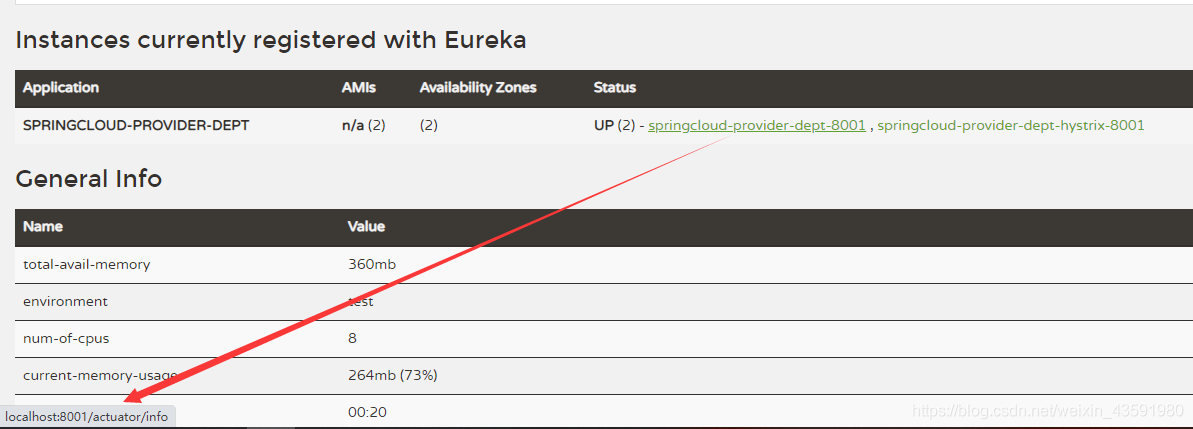 Instances currently registered with Eureka
Application AMIs Availability Zones Status
SPRINGCLOUD-PROVIDER-DEPT n/a (2) (2) UP (2) - springcloud-provider-dept-8001 , springcloud-provider-dept-hystrix-8001
General Info
Name Value
total-avail-memory 360mb
environment test
num-of-cpus 8
current-memory-usage 264mb (73%)
00:20
localhost:8001/actuator/info
https://blog.csdn.net/weixin_43591980